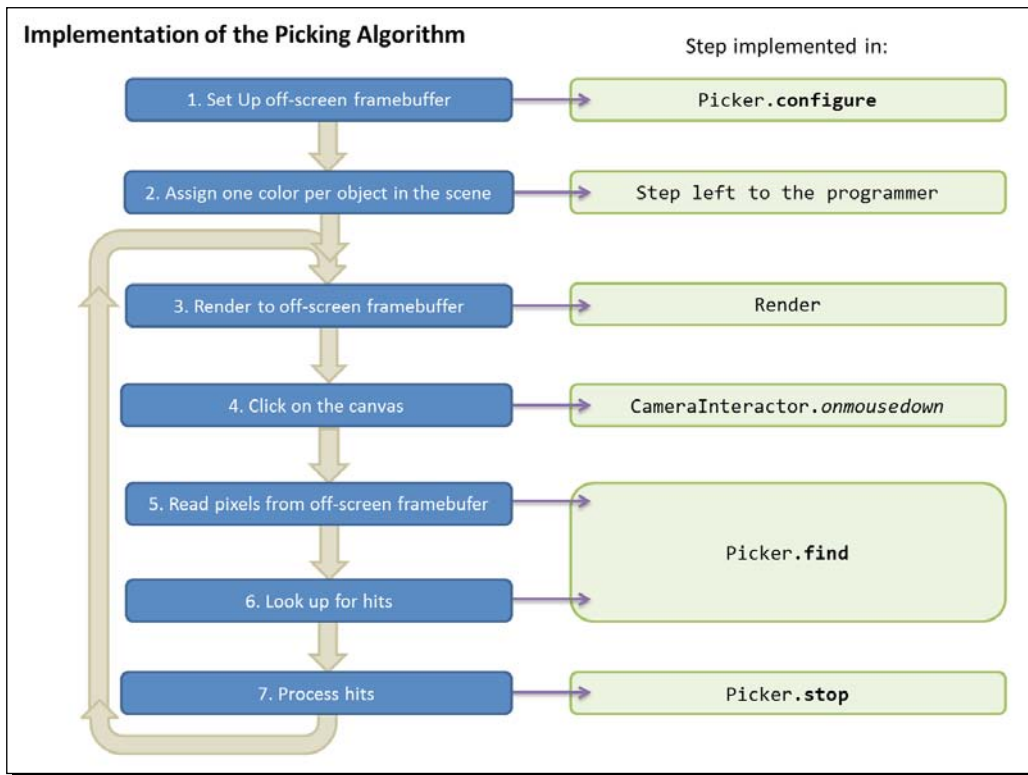 Implementation of the Picking Algorithm
Step implemented in:
1. Set Up off-screen framebuffer
Picker.configure
2. Assign one color per object in the scene
Step left to the programmer
3. Render to off-screen framebuffer
Render
4. Click on the canvas
CameraInteractor.onmousedown
5. Read pixels from off-screen framebufer
Picker.find
6. Look up for hits
7. Process hits
Picker.stop